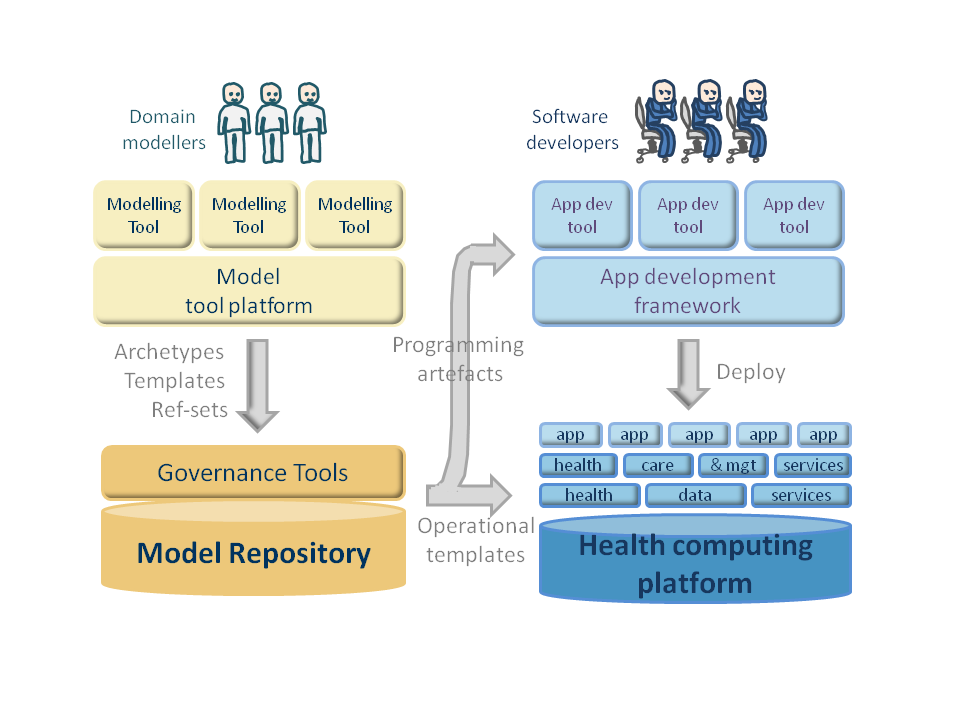 Domain
modellers
Modelling
Tool
Modelling
Tool
Modelling
Tool
Model
tool platform
Archetypes
Templates
Ref-sets
Governance Tools
Model Repository
Programming
artefacts
Operational
templates
Software
developers
App dev
tool
App dev
tool
App dev
tool
App development
framework
Deploy
app app app app app
health care & mgt services
health data services
Health computing
platform